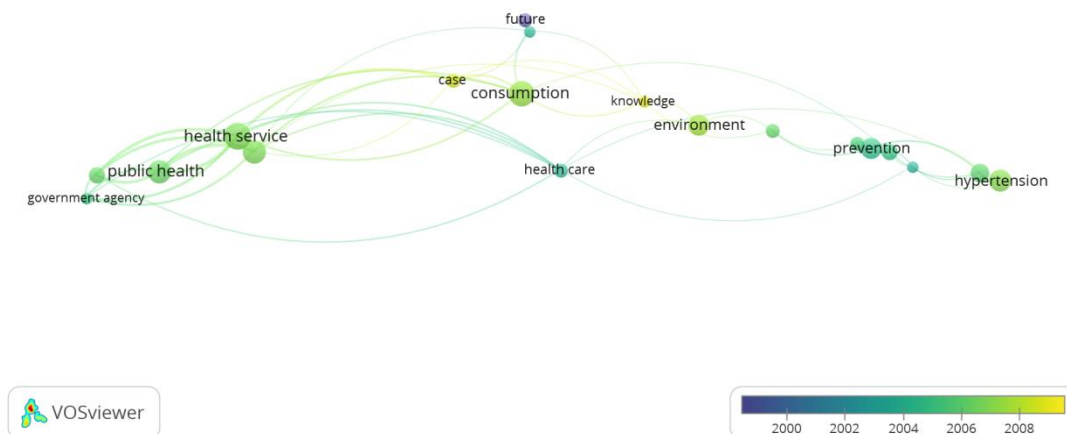 future
case
consumption
knowledge
environment
health service
prevention
public health
health care
hypertension
government agency
VOSviewer
2000 2002 2004 2006 2008